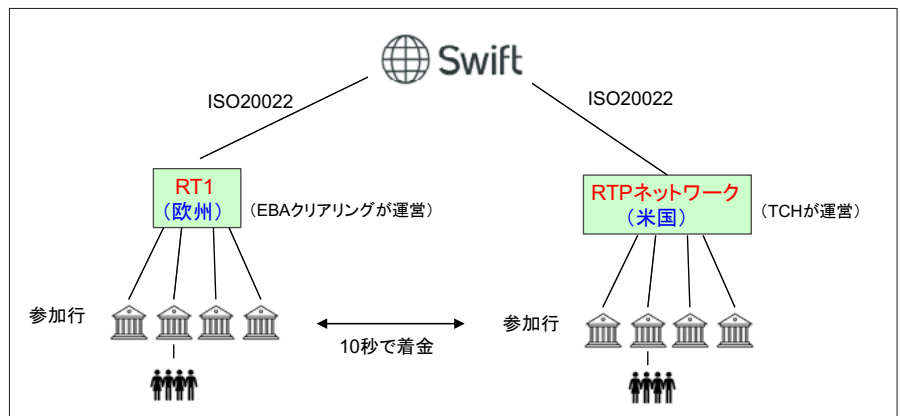 Swift
ISO20022
ISO20022
RT1
（欧州）
（EBAクリアリングが運営）
RTPネットワーク
（米国）
（TCHが運営）
参加行
10秒で着金
参加行